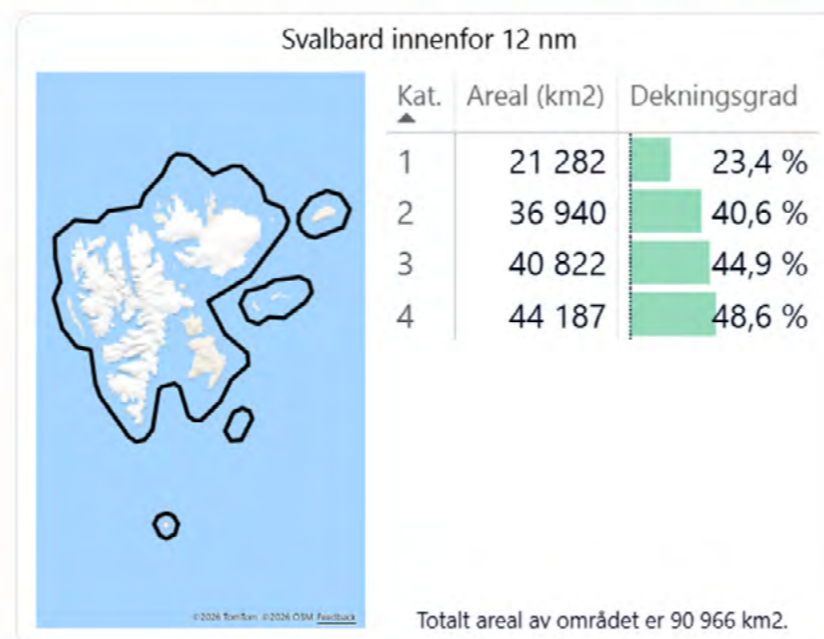 Svalbard innenfor 12 nm
Kat. Areal (km2) Dekningsgrad
1 21 282 23,4 %
2 36 940 40,6 %
3 40 822 44,9 %
4 44 187 48,6 %
©2026 TomTom ©2026 OSM Feedback
Totalt areal av området er 90 966 km2.